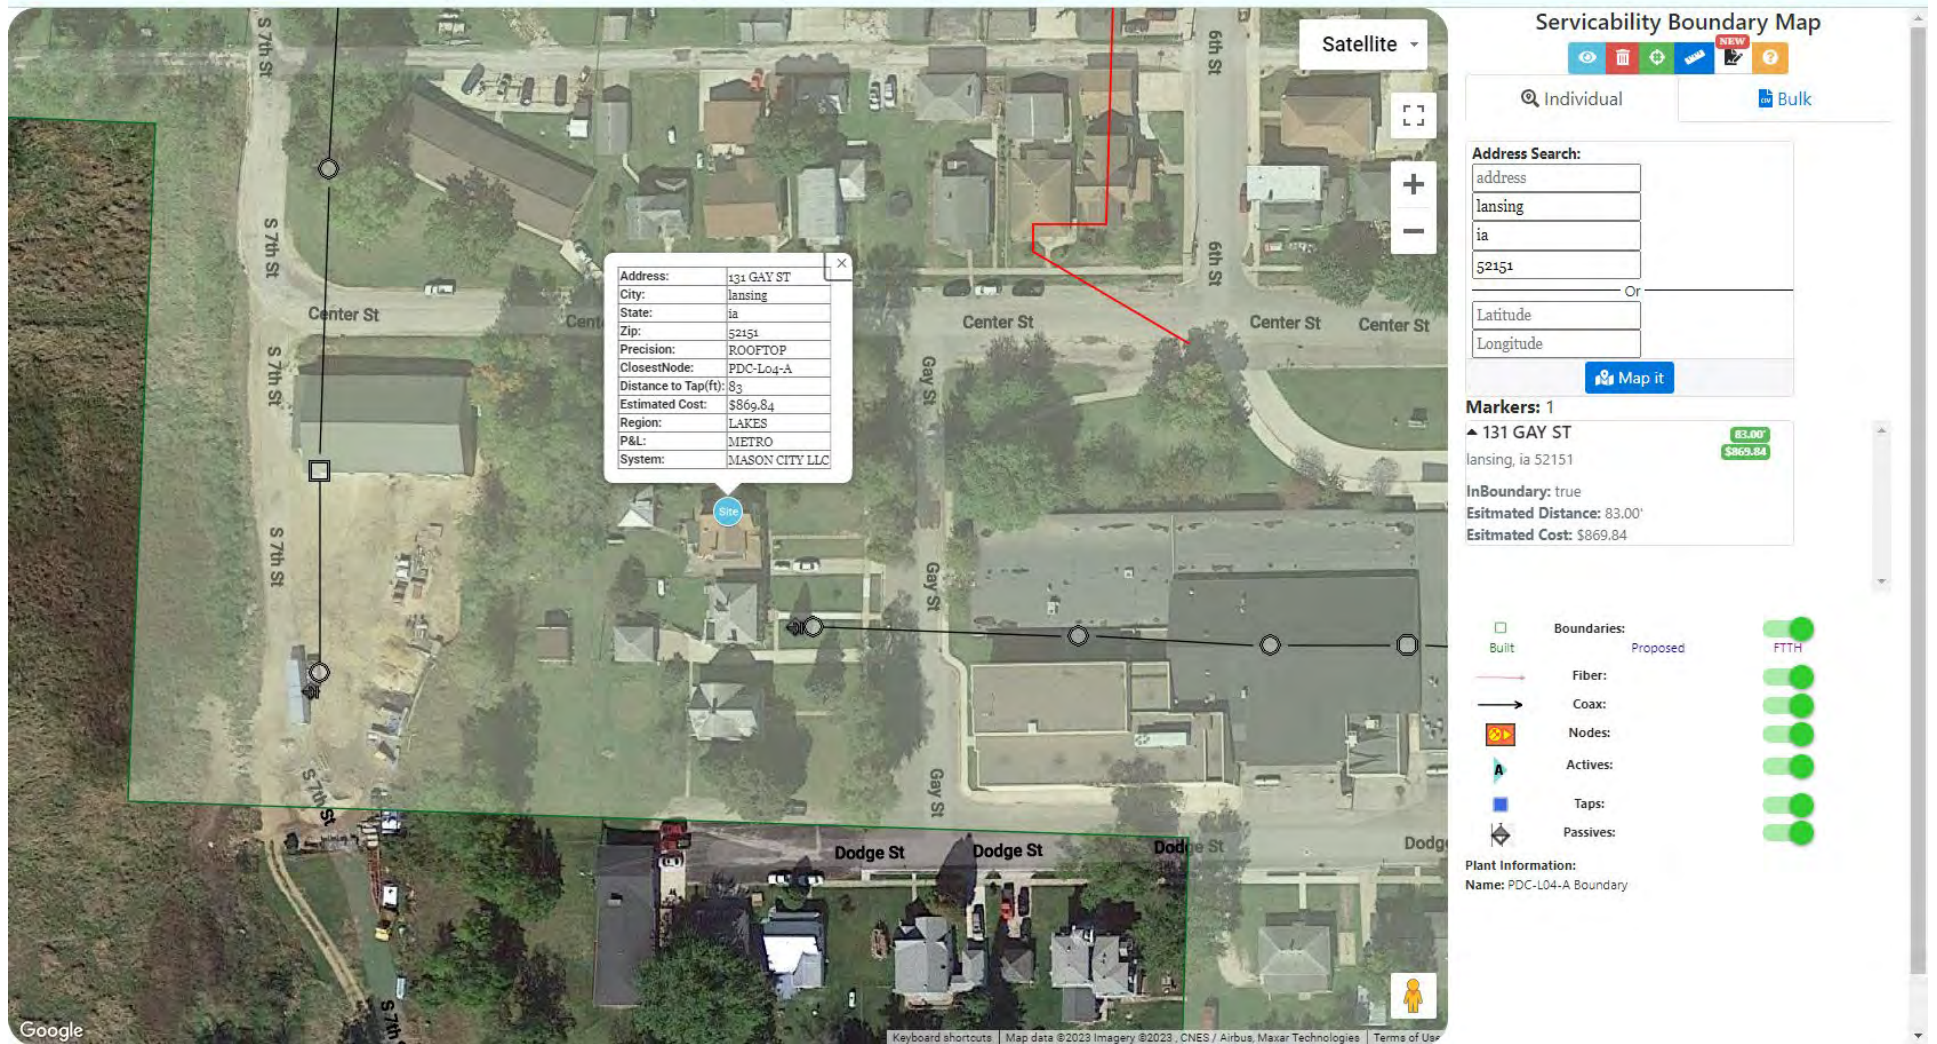 Servicability Boundary Map
NEW
Individual
Bulk
Address Search:
address
lansing
ia
52151
Or
Latitude
Longitude
Map it
Markers: 1
131 GAY ST
83.00'
$869.84
lansing, ia 52151
InBoundary: true
Esitmated Distance: 83.00'
Esitmated Cost: $869.84
Boundaries:
Built
Proposed
FTTH
Fiber:
Coax:
Nodes:
A
Actives:
Taps:
Passives:
Plant Information:
Name: PDC-L04-A Boundary
Satellite
S 7th St
6th St
S 7th St
6th St
Address: 131 GAY ST
City: lansing
State: ia
Zip: 52151
Precision: ROOFTOP
ClosestNode: PDC-L04-A
Distance to Tap(ft): 83
Estimated Cost: $869.84
Region: LAKES
P&L: METRO
System: MASON CITY LLC
Site
Center St
Cent
Center St
Center St
Center St
S 7th St
Gay St
S 7th St
Gay St
Gay St
S 7th St
Dodge St
Dodge St
Dodge St
Dodg
S 7th
Google
Keyboard shortcuts
Map data ©2023 Imagery ©2023 , CNES / Airbus, Maxar Technologies
Terms of Use